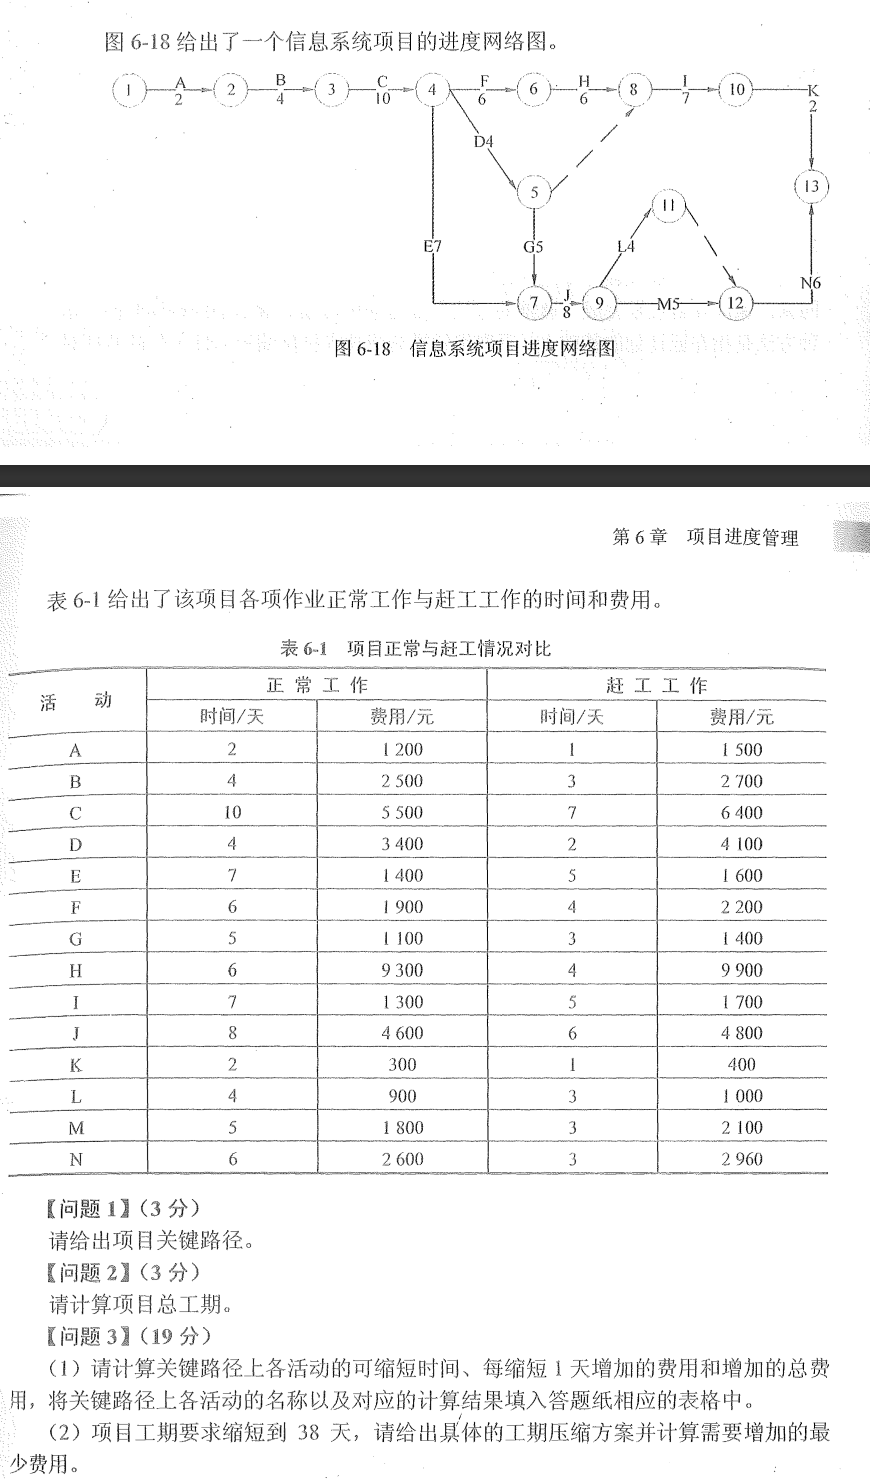 图 6-18 给出了一个信息系统项目的进度网络图。
1 A 2 2 B 4 3 C 10 4 F 6 6 H 6 8 I 7 10 K 2
D4
5 13
11
E7 G5 L4
N6
7 J 8 9 M5 12
图 6-18 信息系统项目进度网络图
第 6 章 项目进度管理
表 6-1 给出了该项目各项作业正常工作与赶工工作的时间和费用。
表 6-1 项目正常与赶工情况对比
活 动 正 常 工 作 赶 工 工 作
时间/天 费用/元 时间/天 费用/元
A 2 1 200 1 1 500
B 4 2 500 3 2 700
C 10 5 500 7 6 400
D 4 3 400 2 4 100
E 7 1 400 5 1 600
F 6 1 900 4 2 200
G 5 1 100 3 1 400
H 6 9 300 4 9 900
I 7 1 300 5 1 700
J 8 4 600 6 4 800
K 2 300 1 400
L 4 900 3 1 000
M 5 1 800 3 2 100
N 6 2 600 3 2 960
【问题 1】（3 分）
请给出项目关键路径。
【问题 2】（3 分）
请计算项目总工期。
【问题 3】（19 分）
（1）请计算关键路径上各活动的可缩短时间、每缩短 1 天增加的费用和增加的总费
用，将关键路径上各活动的名称以及对应的计算结果填入答题纸相应的表格中。
（2）项目工期要求缩短到 38 天，请给出具体的工期压缩方案并计算需要增加的最
少费用。